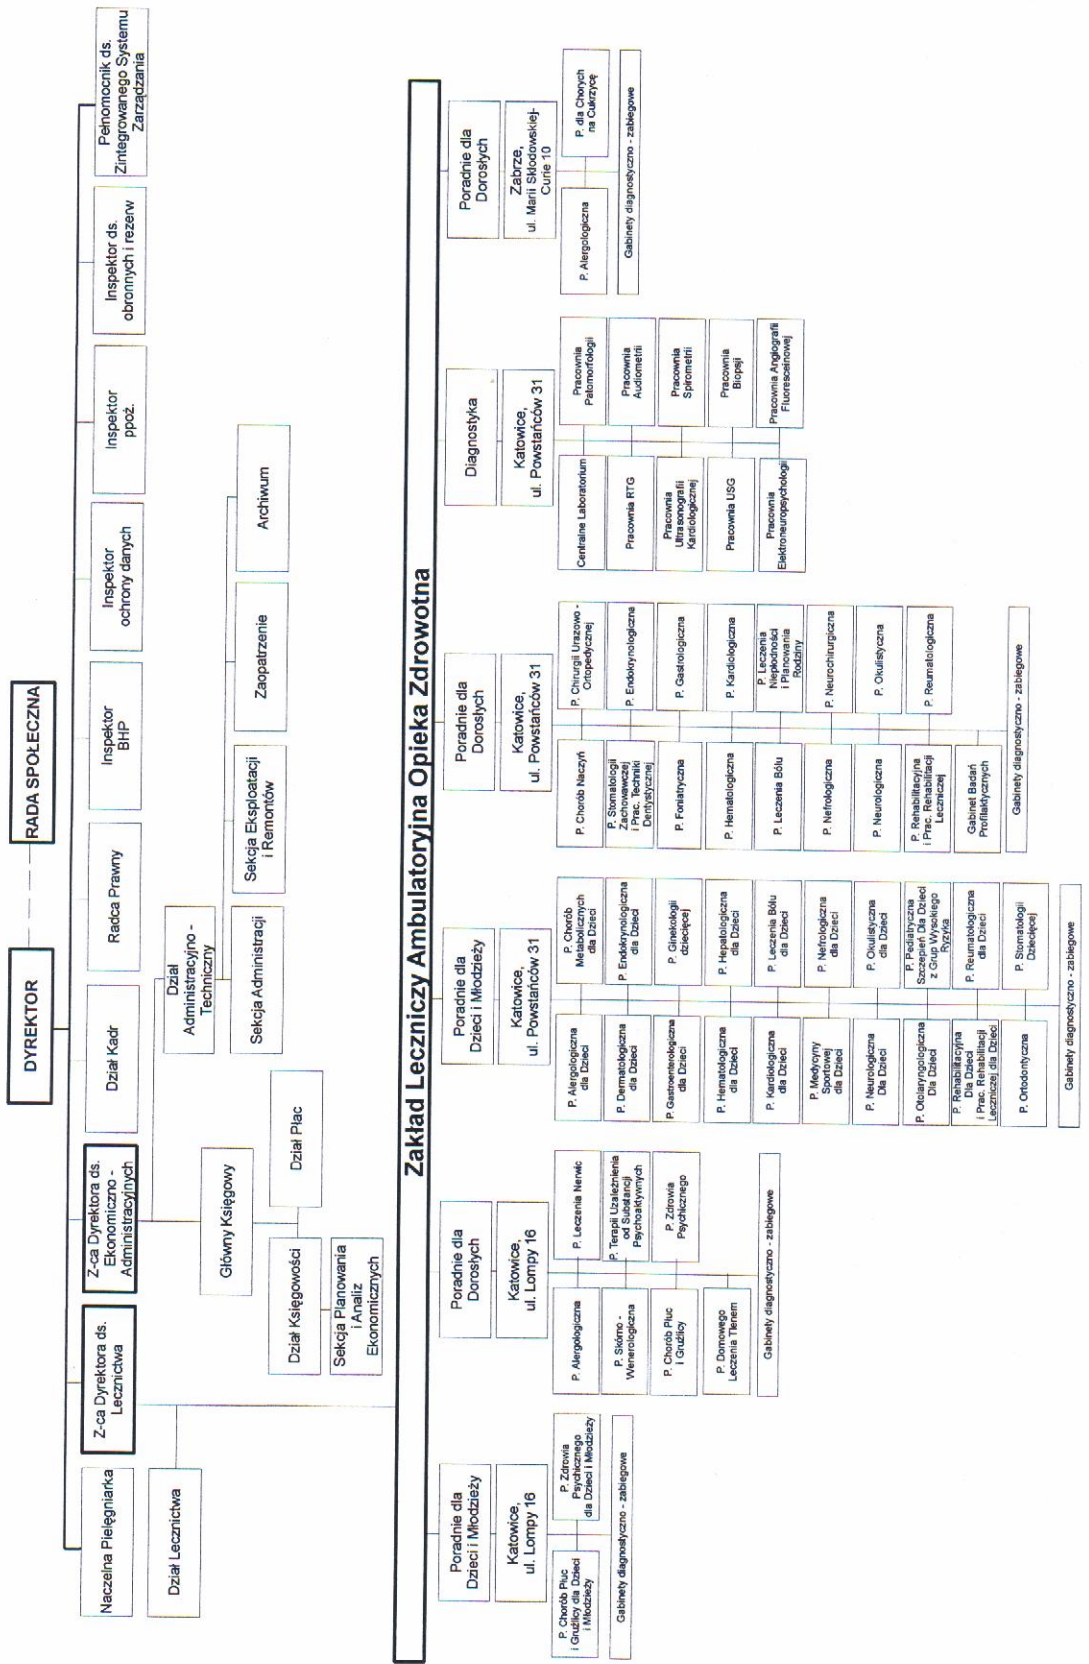 DYREKTOR
RADA SPOŁECZNA
Naczelna Pielęgniarka
Z-ca Dyrektora ds.
Lecznictwa
Z-ca Dyrektora ds.
Ekonomiczno -
Administracyjnych
Dział Kadr
Radca Prawny
Inspektor
BHP
Inspektor
ochrony danych
Inspektor
ppoż.
Inspektor ds.
obronnych i rezerw
Pełnomocnik ds.
Zintegrowanego Systemu
Zarządzania
Dział Lecznictwa
Główny Księgowy
Dział
Administracyjno -
Techniczny
Dział Księgowości
Dział Płac
Sekcja Planowania
i Analiz
Ekonomicznych
Sekcja Administracji
Sekcja Eksploatacji
i Remontów
Zaopatrzenie
Archiwum
Zakład Leczniczy Ambulatoryjna Opieka Zdrowotna
Poradnie dla
Dzieci i Młodzieży
Katowice,
ul. Lompy 16
P. Chorób Płuc
i Gruźlicy dla Dzieci
i Młodzieży
P. Zdrowia
Psychicznego
dla Dzieci i Młodzieży
Gabinety diagnostyczno - zabiegowe
Poradnie dla
Dorosłych
Katowice,
ul. Lompy 16
P. Alergologiczna
P. Leczenia Nerwic
P. Skórno -
Wenerologiczna
P. Terapii Uzależnienia
od Substancji
Psychoaktywnych
P. Chorób Płuc
i Gruźlicy
P. Zdrowia
Psychicznego
P. Domowego
Leczenia Tlenem
Gabinety diagnostyczno - zabiegowe
Poradnie dla
Dzieci i Młodzieży
Katowice,
ul. Powstańców 31
P. Alergologiczna
dla Dzieci
P. Chorób
Metabolicznych
dla Dzieci
P. Dermatologiczna
dla Dzieci
P. Endokrynologiczna
dla Dzieci
P. Gastroenterologiczna
dla Dzieci
P. Ginekologii
dziecięcej
P. Hematologiczna
dla Dzieci
P. Hepatologiczna
dla Dzieci
P. Kardiologiczna
dla Dzieci
P. Leczenia Bólu
dla Dzieci
P. Medycyny
Sportowej
dla Dzieci
P. Nefrologiczna
dla Dzieci
P. Neurologiczna
dla Dzieci
P. Okulistyczna
dla Dzieci
P. Otolaryngologiczna
Dla Dzieci
P. Pediatryczna
Szczepień Dla Dzieci
z Grup Wysokiego
Ryzyka
P. Rehabilitacyjna
Dla Dzieci
i Prac. Rehabilitacji
Leczniczej dla Dzieci
P. Reumatologiczna
dla Dzieci
P. Ortodontyczna
P. Stomatologii
Dziecięcej
Gabinety diagnostyczno - zabiegowe
Poradnie dla
Dorosłych
Katowice,
ul. Powstańców 31
P. Chorób Naczyń
P. Chirurgii Urazowo -
Ortopedycznej
P. Stomatologii
Zachowawczej
i Prac. Techniki
Dentystycznej
P. Endokrynologiczna
P. Foniatryczna
P. Gastrologiczna
P. Hematologiczna
P. Kardiologiczna
P. Leczenia Bólu
P. Leczenia
Niepłodności
i Planowania
Rodziny
P. Nefrologiczna
P. Neurochirurgiczna
P. Neurologiczna
P. Okulistyczna
P. Rehabilitacyjna
i Prac. Rehabilitacji
Leczniczej
P. Reumatologiczna
Gabinet Badań
Profilaktycznych
Gabinety diagnostyczno - zabiegowe
Diagnostyka
Katowice,
ul. Powstańców 31
Centralne Laboratorium
Pracownia
Patomorfologii
Pracownia RTG
Pracownia
Audiometrii
Pracownia
Ultrasonografii
Kardiologicznej
Pracownia
Spirometrii
Pracownia USG
Pracownia
Biopsji
Pracownia
Elektroneuropsychologii
Pracownia Angiografii
Fluoresceinowej
Poradnie dla
Dorosłych
Zabrze,
ul. Marii Skłodowskiej-
Curie 10
P. Alergologiczna
P. dla Chorych
na Cukrzycę
Gabinety diagnostyczno - zabiegowe